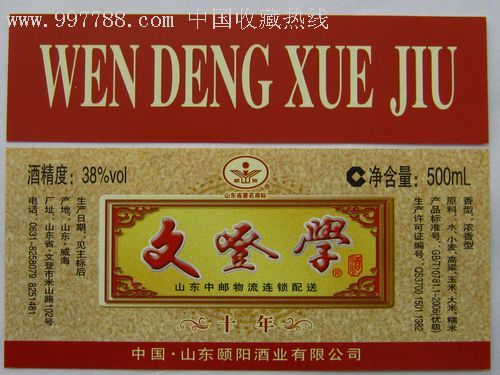 www.997788.com 中国收藏热线
WEN DENG XUE JIU
酒精度：38%vol
山东省著名商标
净含量：500mL
生产日期：见主标后
产地：山东·威海
厂址：山东省·文登市米山路102号
电话：0631-8258079 8251481
文登學®
酒
山东中邮物流连锁配送
十年
香型：浓香型
原料：水、小麦、高粱、玉米、大米、糯米
产品标准号：GB/T10781.1-2006(优级)
生产许可证编号：QS3700 1501 1382
中国·山东颐阳酒业有限公司